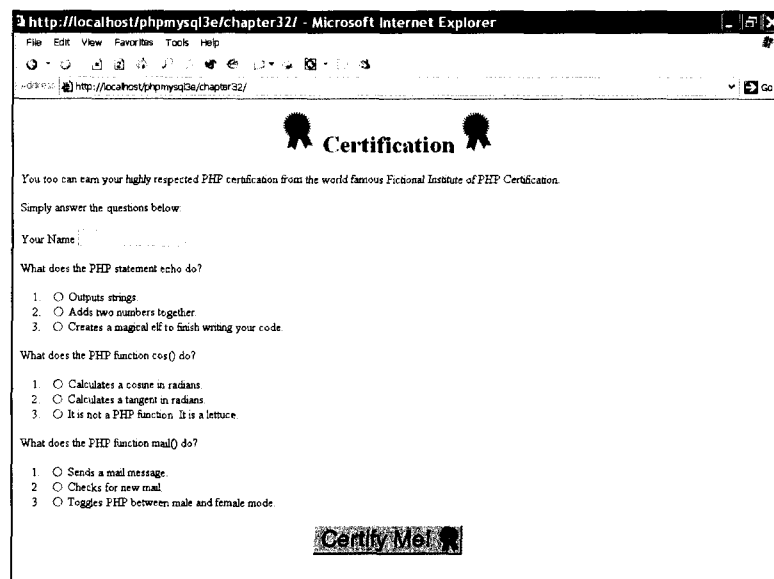 http://localhost/phpmysql3e/chapter32/ - Microsoft Internet Explorer
File Edit View Favorites Tools Help
Address http://localhost/phpmysql3e/chapter32/ Go
Certification
You too can earn your highly respected PHP certification from the world famous Fictional Institute of PHP Certification.
Simply answer the questions below:
Your Name
What does the PHP statement echo do?
1. Outputs strings.
2. Adds two numbers together.
3. Creates a magical elf to finish writing your code.
What does the PHP function cos() do?
1. Calculates a cosine in radians.
2. Calculates a tangent in radians.
3. It is not a PHP function. It is a lettuce.
What does the PHP function mail() do?
1. Sends a mail message.
2 Checks for new mail.
3 Toggles PHP between male and female mode.
Certify Me!